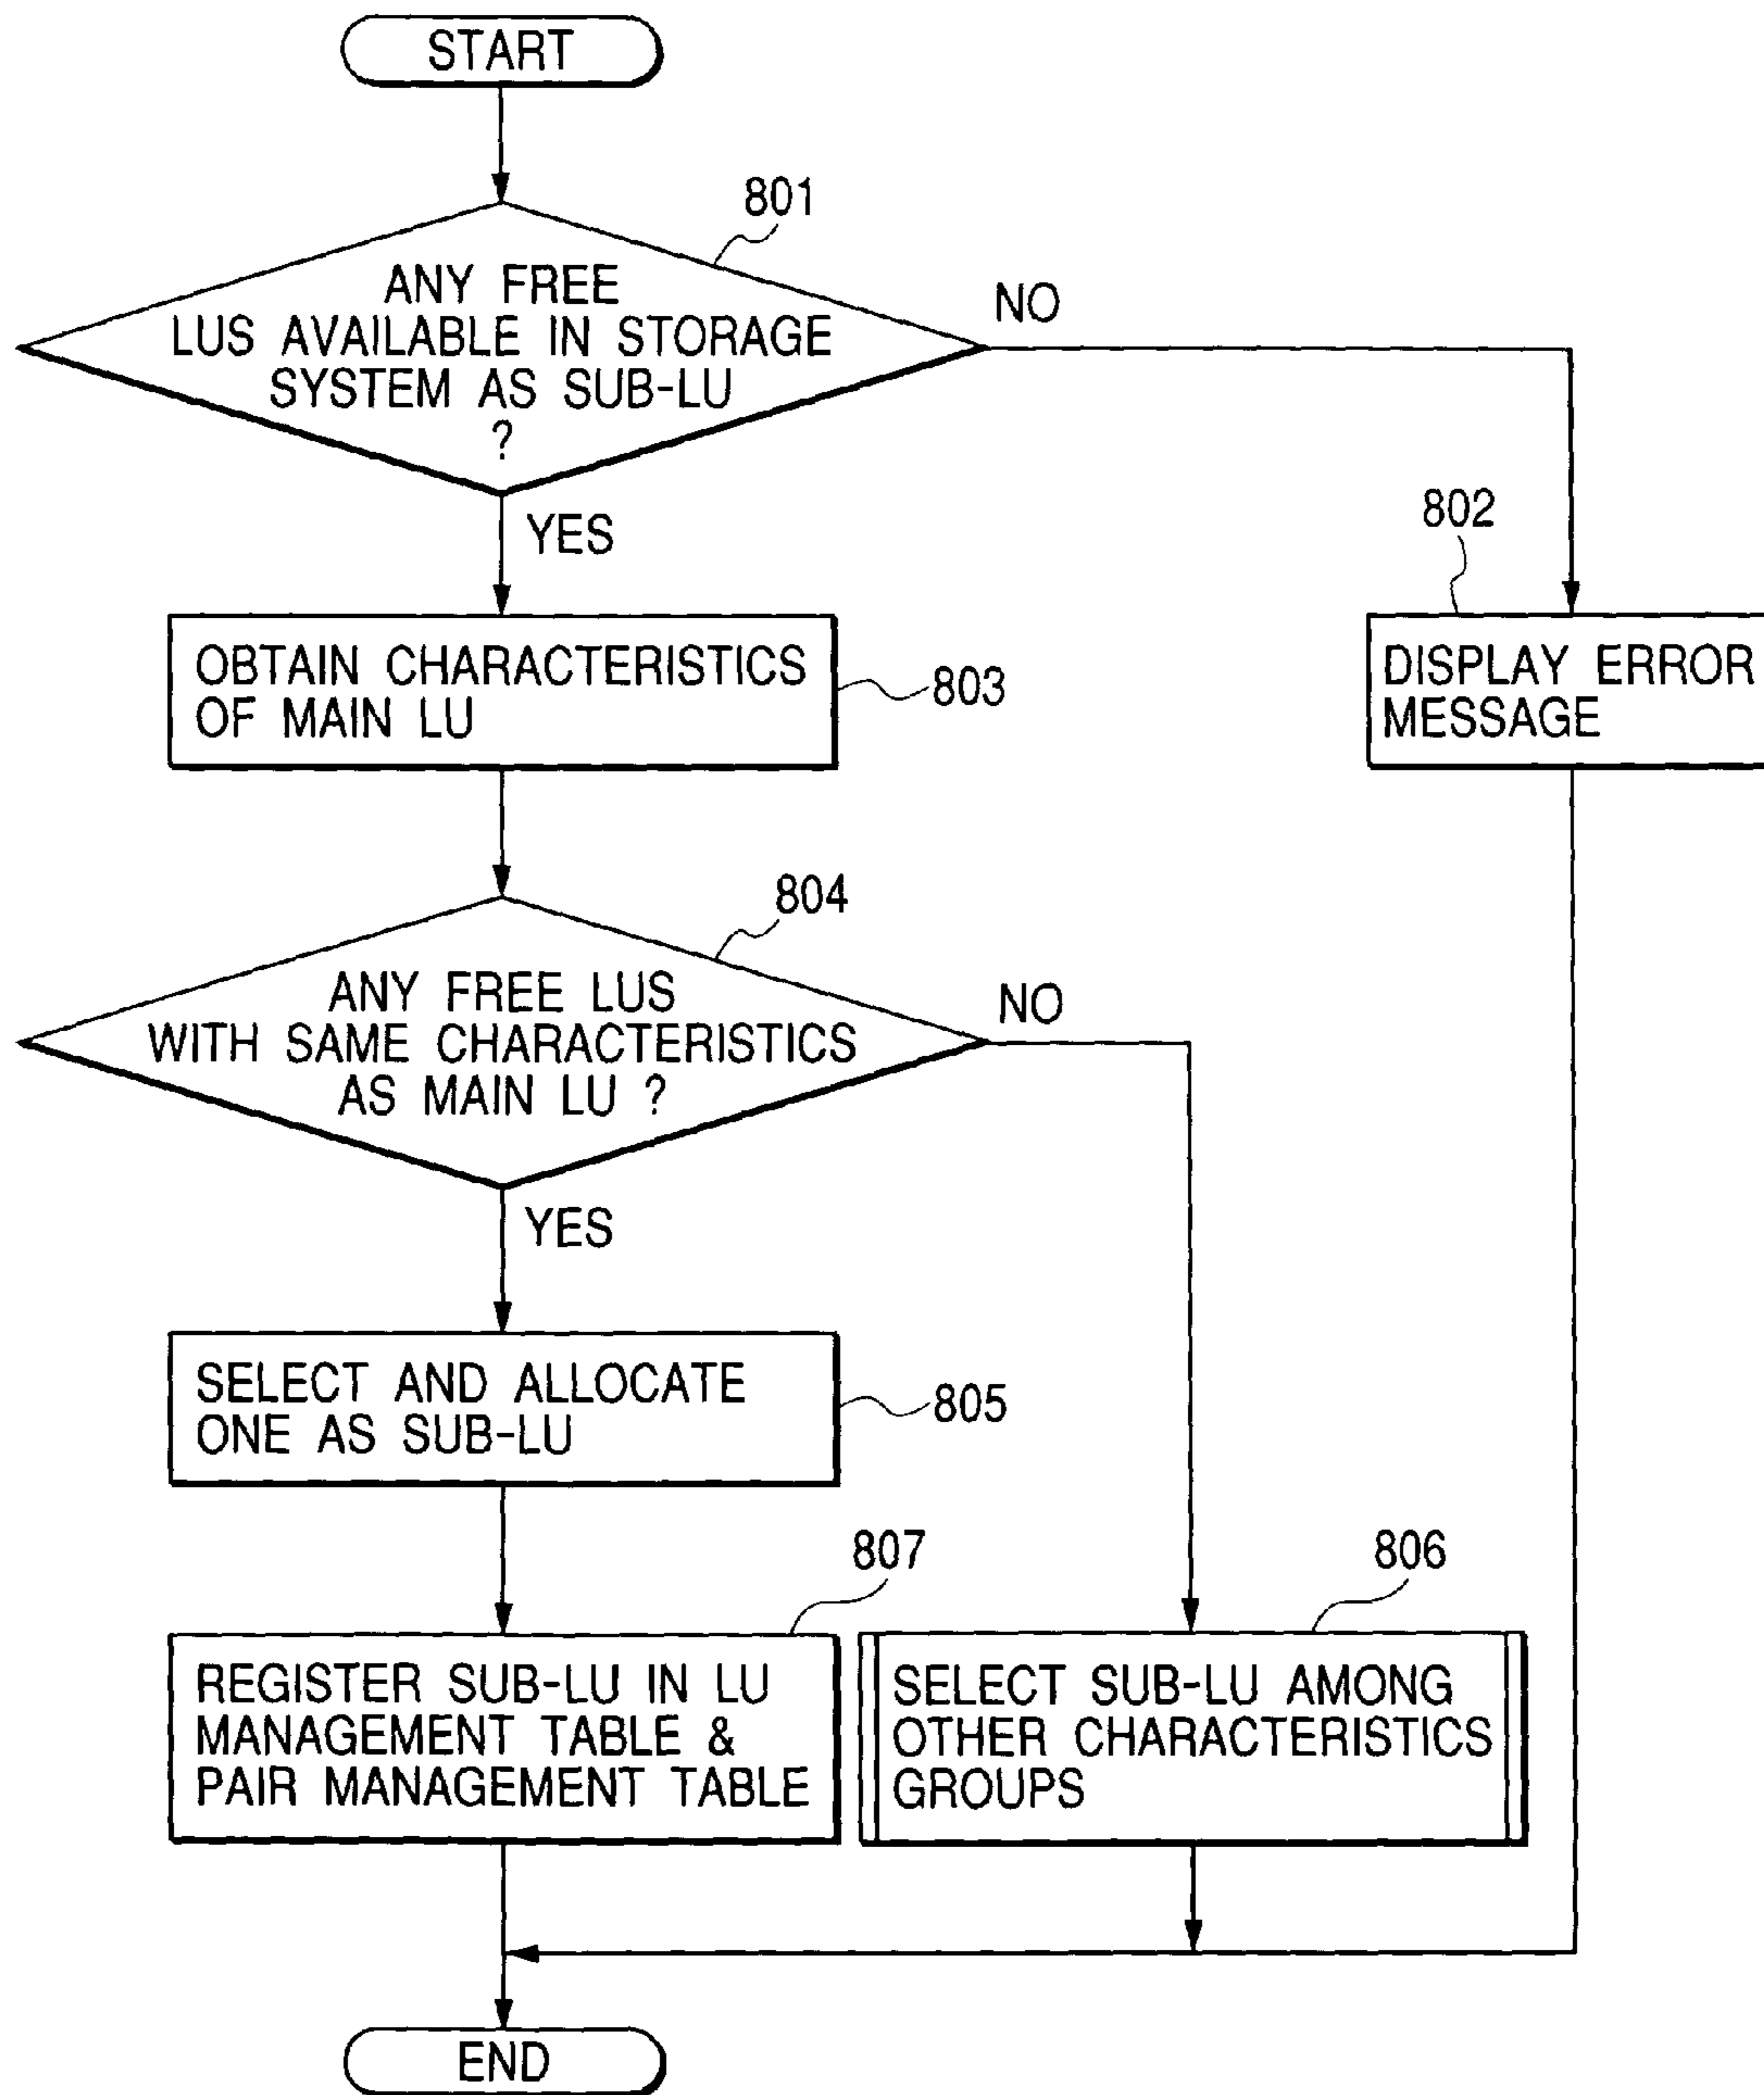 START
801
ANY FREE
LUS AVAILABLE IN STORAGE
SYSTEM AS SUB-LU
?
NO
YES
802
OBTAIN CHARACTERISTICS
OF MAIN LU
803
DISPLAY ERROR
MESSAGE
804
ANY FREE LUS
WITH SAME CHARACTERISTICS
AS MAIN LU ?
NO
YES
SELECT AND ALLOCATE
ONE AS SUB-LU
805
807
REGISTER SUB-LU IN LU
MANAGEMENT TABLE &
PAIR MANAGEMENT TABLE
806
SELECT SUB-LU AMONG
OTHER CHARACTERISTICS
GROUPS
END